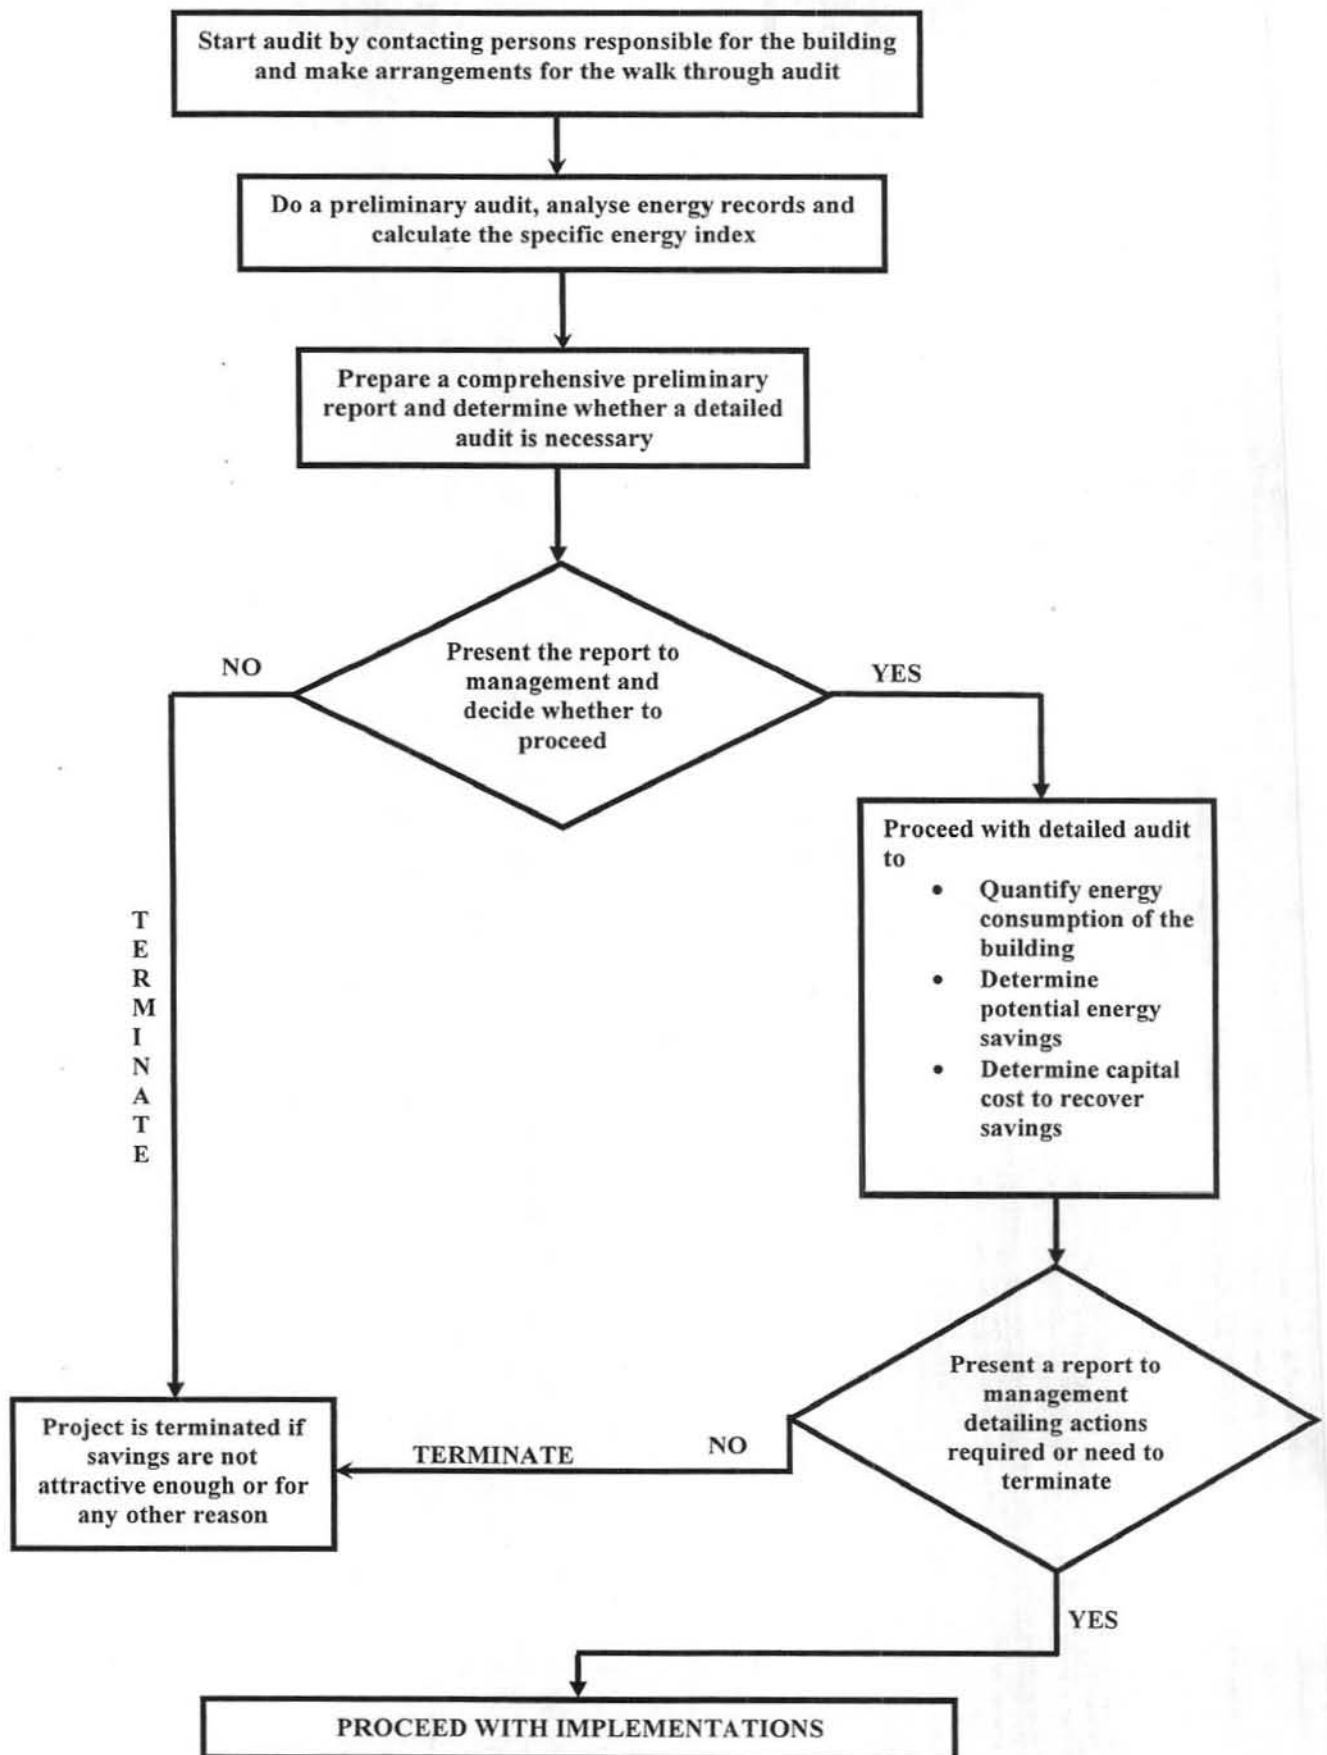 Start audit by contacting persons responsible for the building
and make arrangements for the walk through audit
Do a preliminary audit, analyse energy records and
calculate the specific energy index
Prepare a comprehensive preliminary
report and determine whether a detailed
audit is necessary
Present the report to
management and
decide whether to
proceed
NO
YES
Proceed with detailed audit
to
• Quantify energy
consumption of the
building
• Determine
potential energy
savings
• Determine capital
cost to recover
savings
T
E
R
M
I
N
A
T
E
Present a report to
management
detailing actions
required or need to
terminate
NO
TERMINATE
Project is terminated if
savings are not
attractive enough or for
any other reason
YES
PROCEED WITH IMPLEMENTATIONS